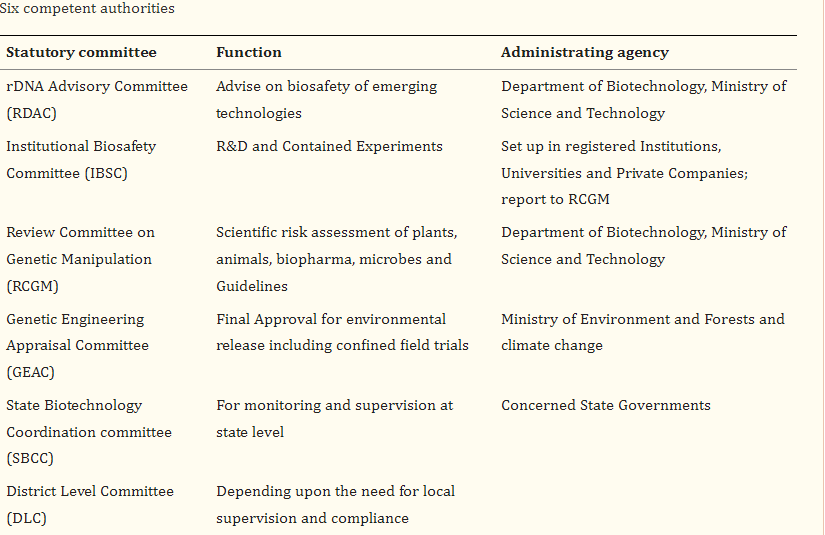 Six competent authorities
Statutory committee Function Administrating agency
rDNA Advisory Committee Advise on biosafety of emerging Department of Biotechnology, Ministry of
(RDAC) technologies Science and Technology
Institutional Biosafety R&D and Contained Experiments Set up in registered Institutions,
Committee (IBSC) Universities and Private Companies;
report to RCGM
Review Committee on Scientific risk assessment of plants, Department of Biotechnology, Ministry of
Genetic Manipulation animals, biopharma, microbes and Science and Technology
(RCGM) Guidelines
Genetic Engineering Final Approval for environmental Ministry of Environment and Forests and
Appraisal Committee release including confined field trials climate change
(GEAC)
State Biotechnology For monitoring and supervision at Concerned State Governments
Coordination committee state level
(SBCC)
District Level Committee Depending upon the need for local
(DLC) supervision and compliance